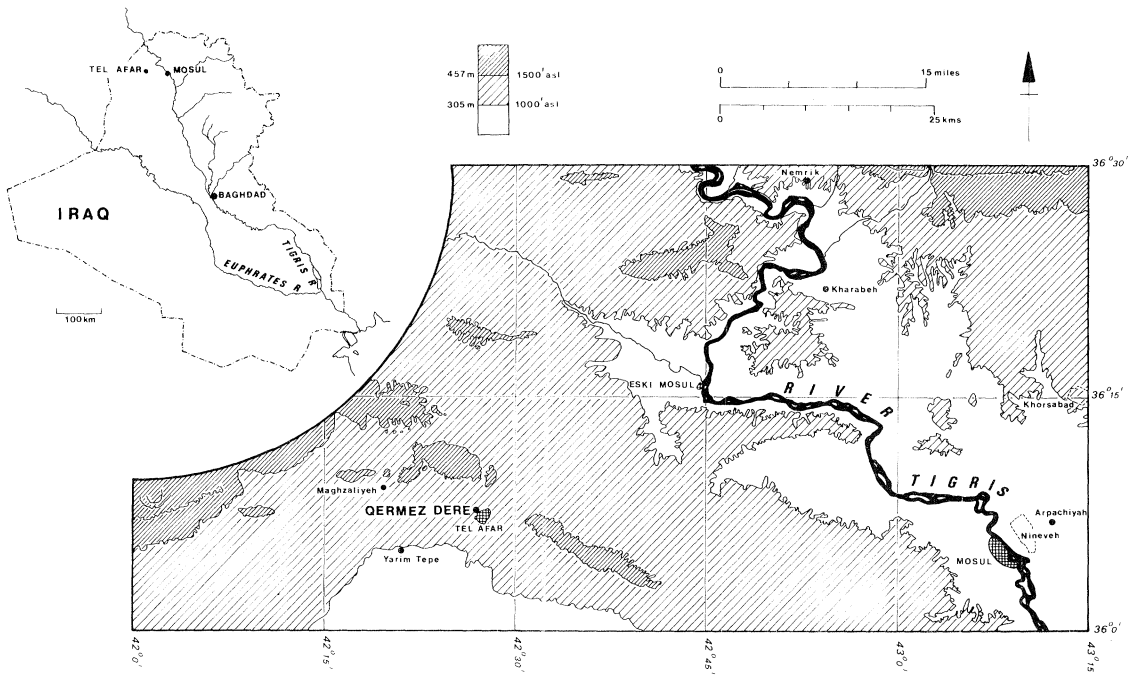 TEL AFAR
MOSUL
BAGHDAD
IRAQ
TIGRIS R
EUPHRATES R
100km
457m
1500' asl
305m
1000' asl
0
15 miles
0
25 kms
36°30'
Nemrik
Kharabeh
ESKI MOSUL
RIVER
36°15'
Khorsabad
TIGRIS
Maghzaliyeh
QERMEZ DERE
TEL AFAR
Arpachiyah
Nineveh
MOSUL
Yarim Tepe
36°0'
42°0'
42°15'
42°30'
42°45'
43°0'
43°15'